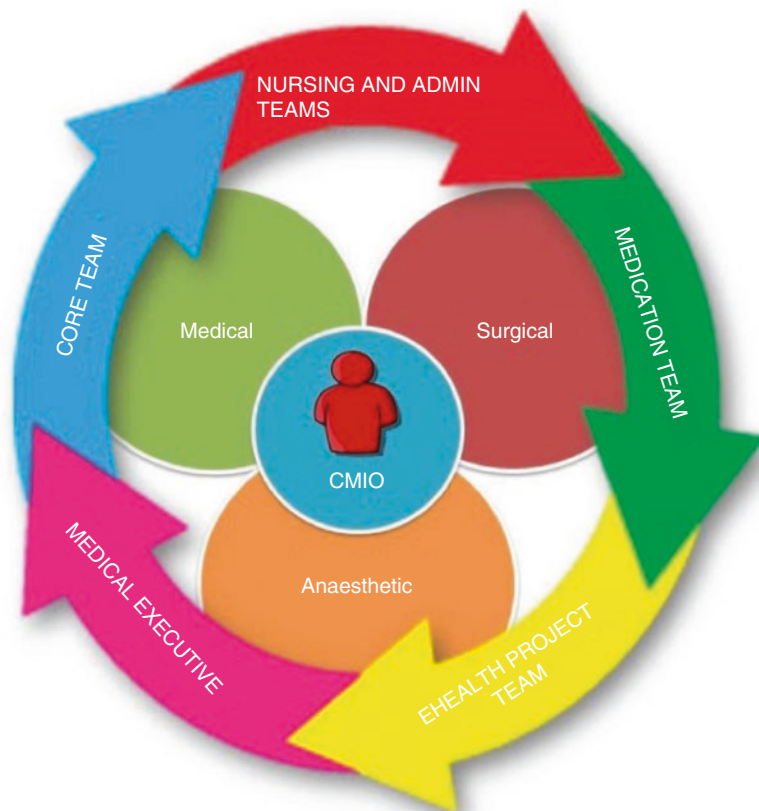 NURSING AND ADMIN
TEAMS
MEDICATION TEAM
EHEALTH PROJECT
TEAM
MEDICAL EXECUTIVE
CORE TEAM
Medical
Surgical
CMIO
Anaesthetic